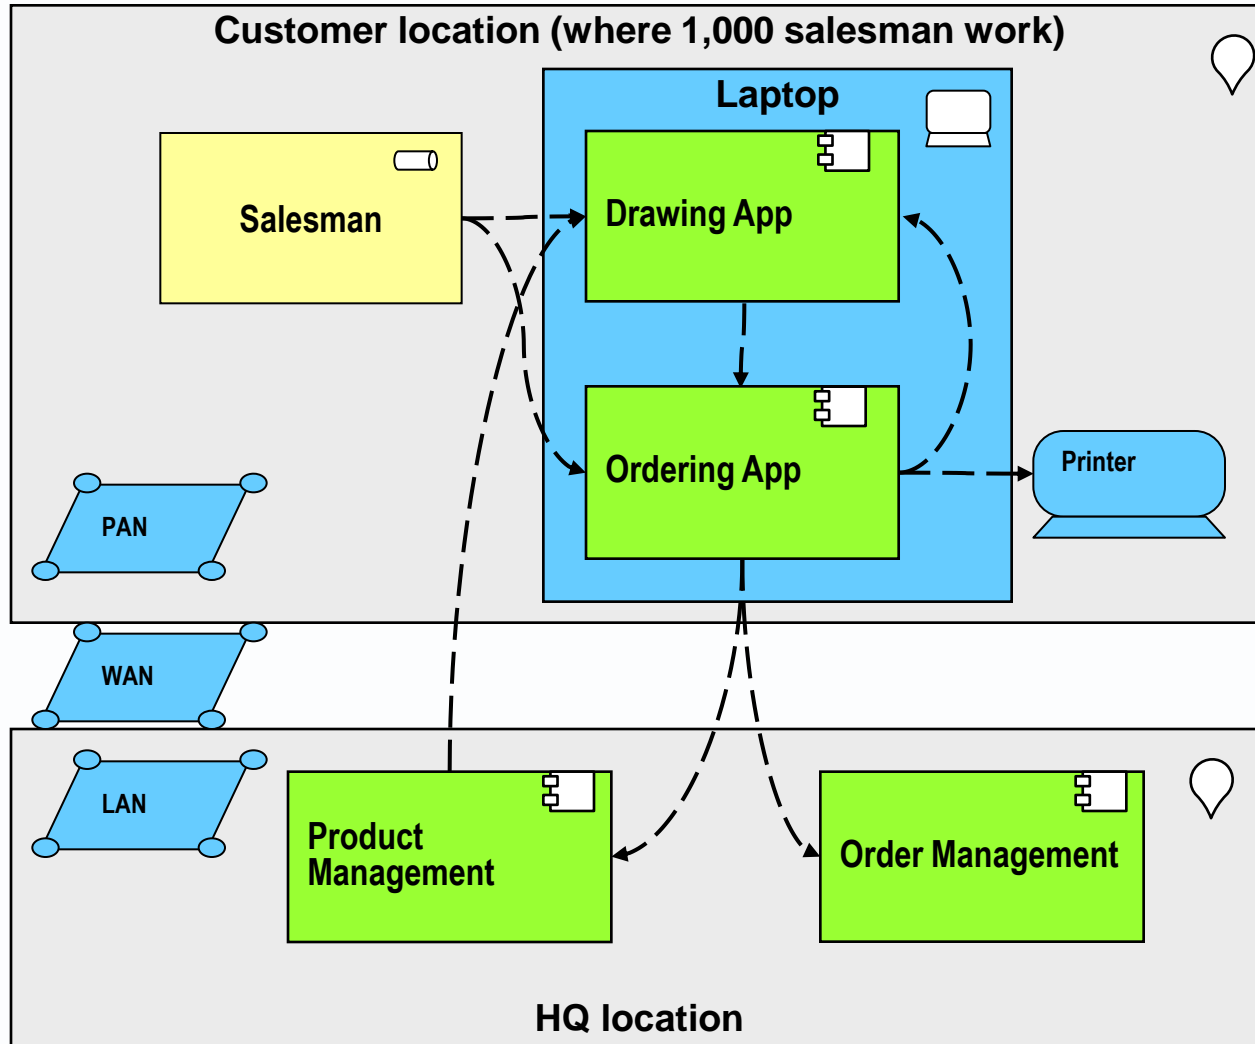 Customer location (where 1,000 salesman work)
Laptop
Salesman
Drawing App
Ordering App
Printer
PAN
WAN
LAN
Product
Management
Order Management
HQ location